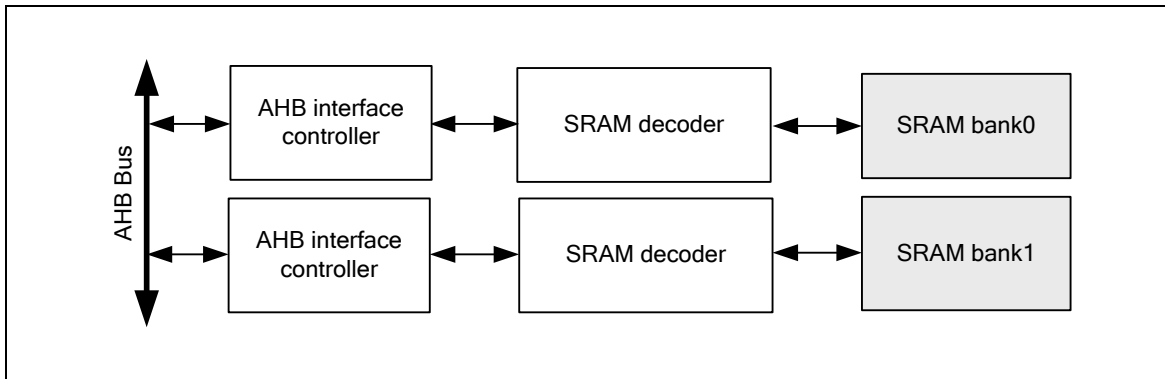 AHB Bus
AHB interface
controller
SRAM decoder
SRAM bank0
AHB interface
controller
SRAM decoder
SRAM bank1